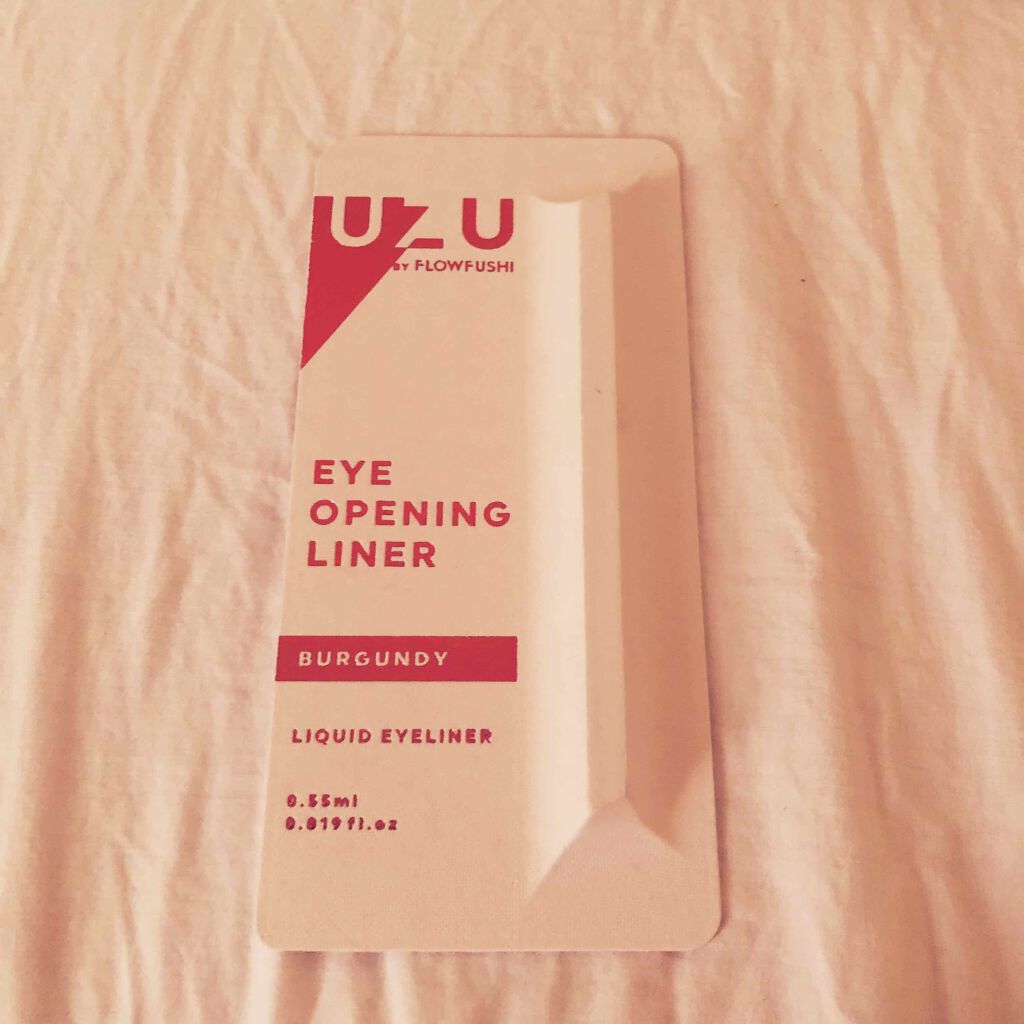 UZU
BY FLOWFUSHI
EYE
OPENING
LINER
BURGUNDY
LIQUID EYELINER
0.55ml
0.019fl.oz